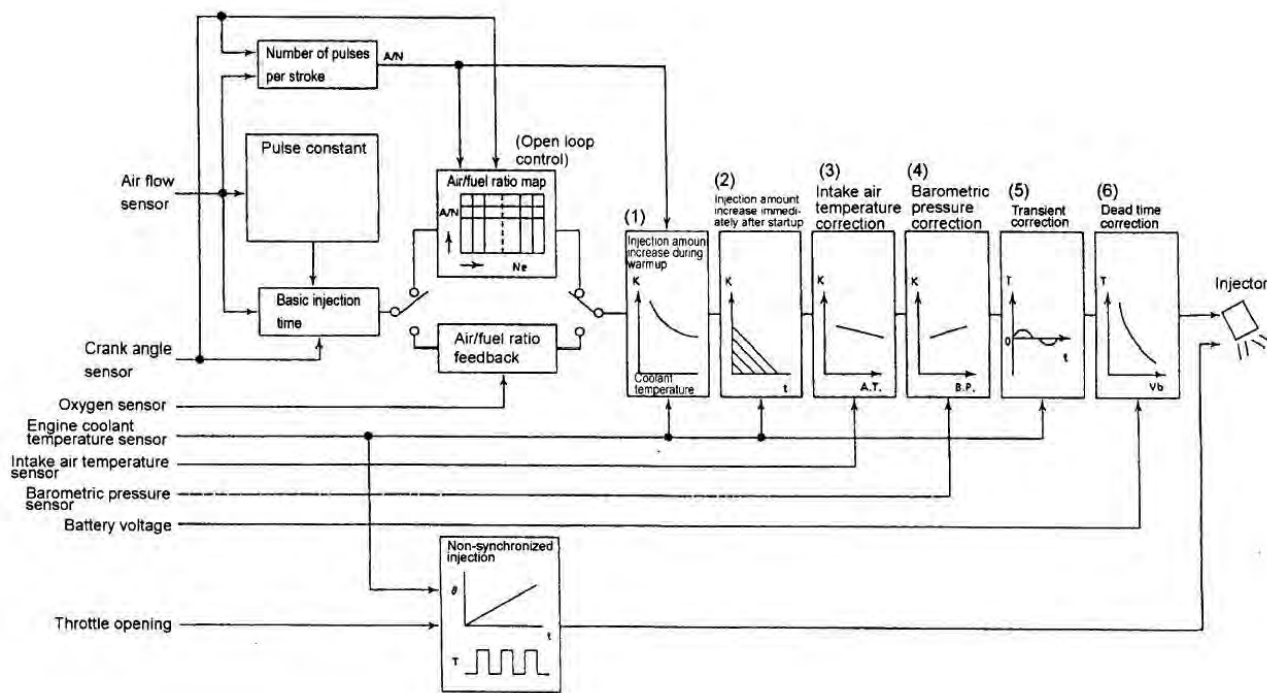 Number of pulses
per stroke
A/N
Pulse constant
(Open loop
control)
Air/fuel ratio map
A/N
Ne
Air flow
sensor
Basic injection
time
Air/fuel ratio
feedback
Crank angle
sensor
Oxygen sensor
Engine coolant
temperature sensor
Intake air temperature
sensor
Barometric pressure
sensor
Battery voltage
Throttle opening
(1)
Injection amoun
increase during
warmup
K
Coolant
temperature
(2)
Injection amount
increase immedi-
ately after startup
K
t
(3)
Intake air
temperature
correction
K
A.T.
(4)
Barometric
pressure
correction
K
B.P.
(5)
Transient
correction
T
0
t
(6)
Dead time
correction
T
Vb
Injector
Non-synchronized
injection
θ
t
T